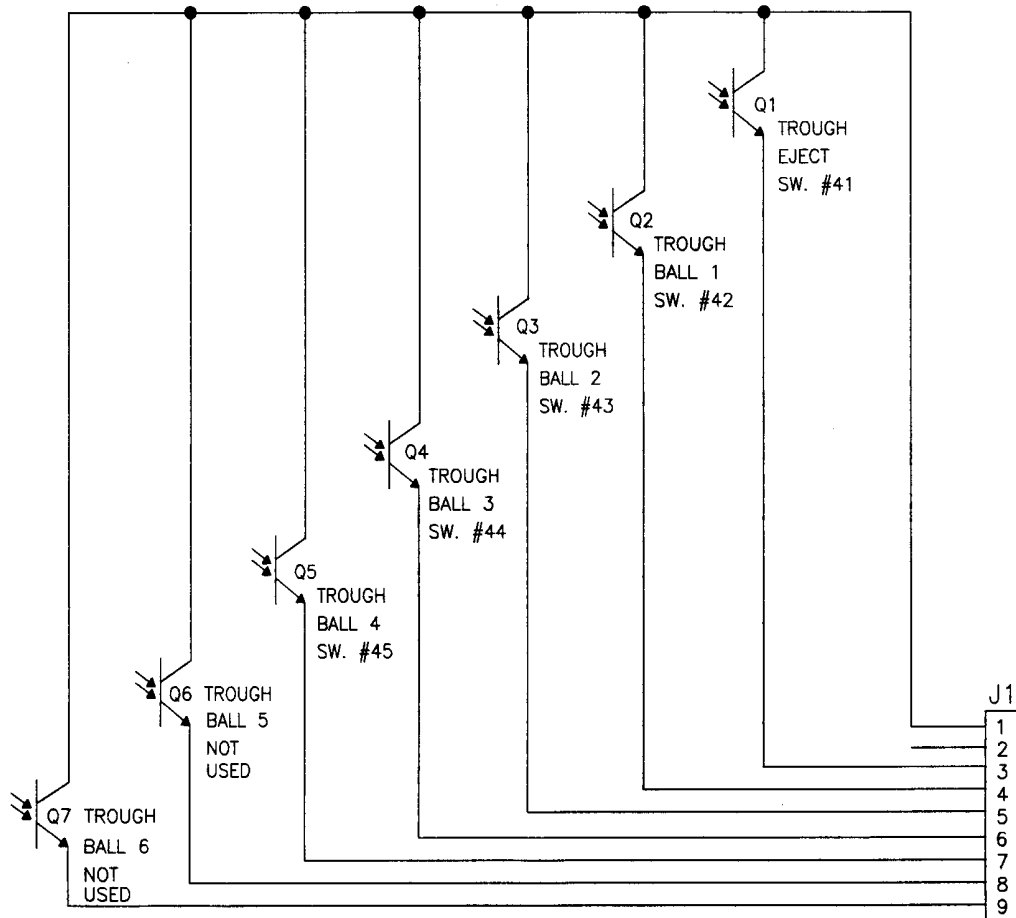 Q1
TROUGH
EJECT
SW. #41
Q2
TROUGH
BALL 1
SW. #42
Q3
TROUGH
BALL 2
SW. #43
Q4
TROUGH
BALL 3
SW. #44
Q5
TROUGH
BALL 4
SW. #45
Q6 TROUGH
BALL 5
NOT
USED
Q7 TROUGH
BALL 6
NOT
USED
J1
1
2
3
4
5
6
7
8
9